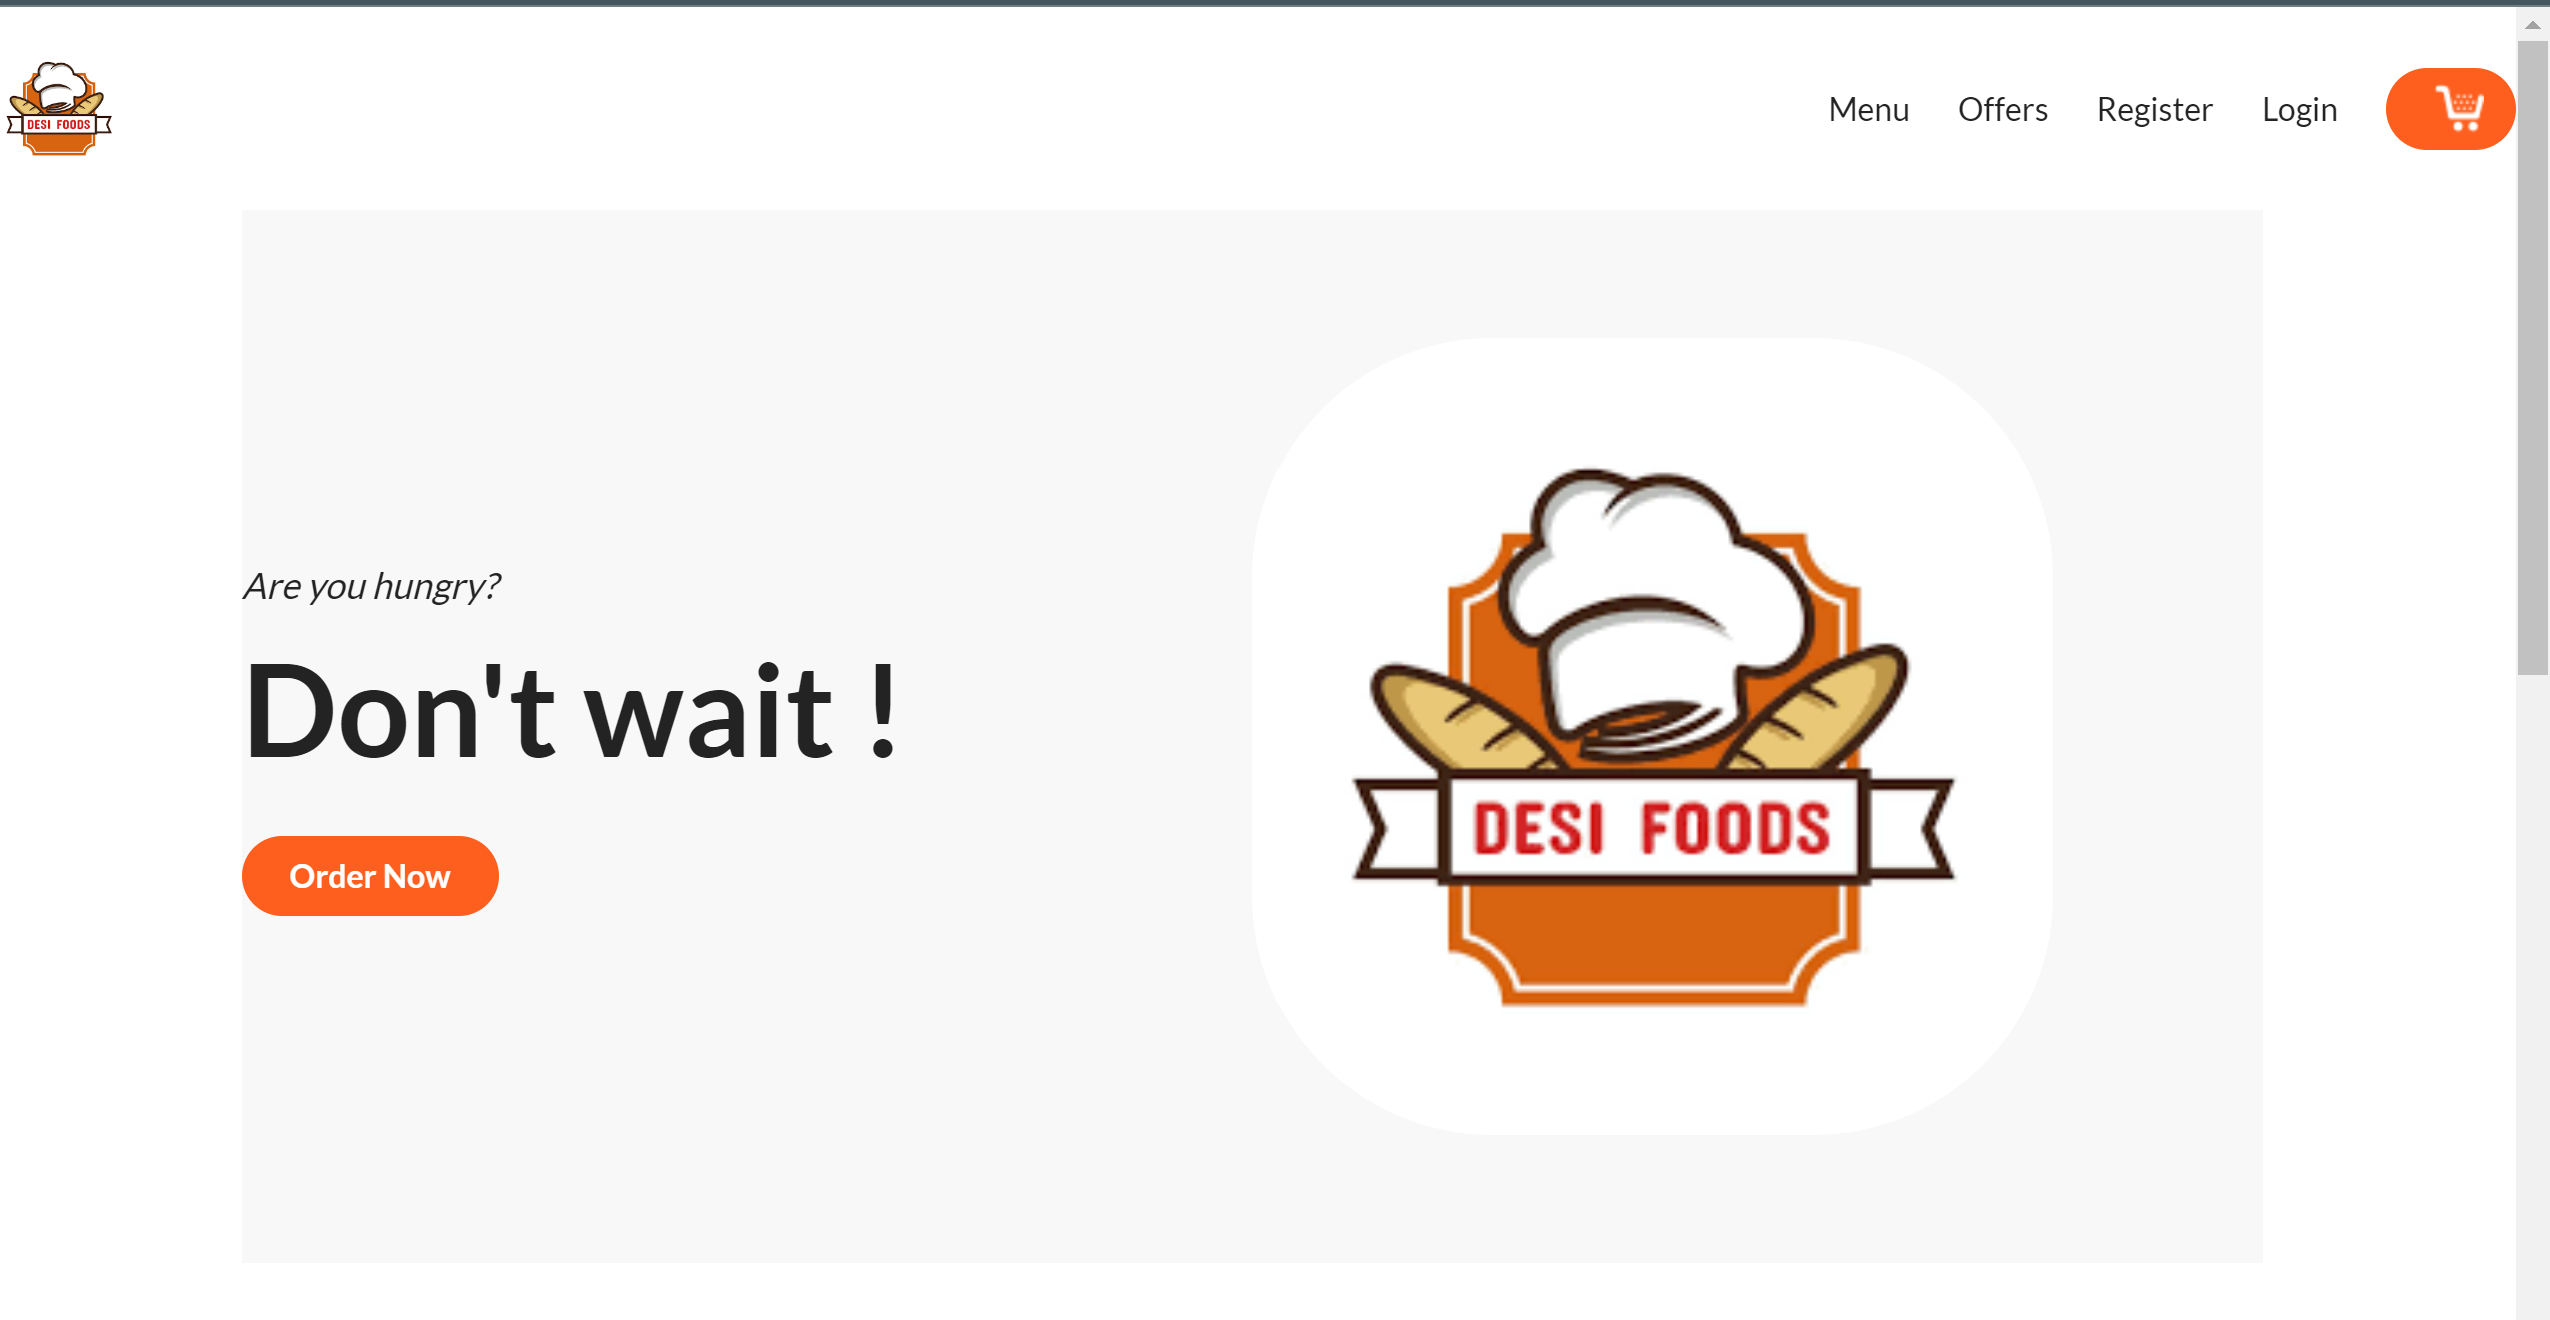 DESI FOODS
Menu Offers Register Login
Are you hungry?
Don't wait !
Order Now
DESI FOODS